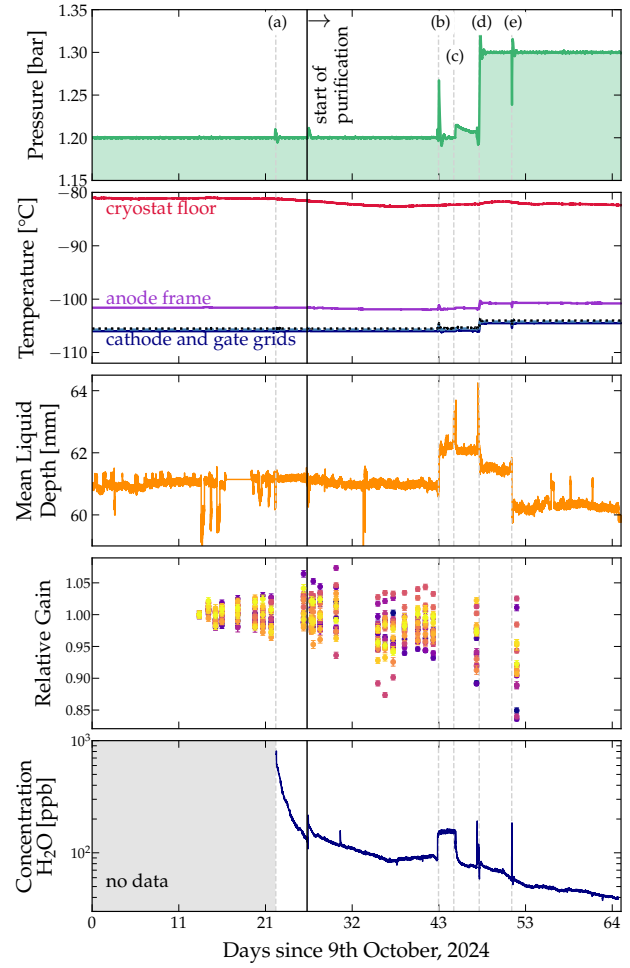 (a)
→
(b)
(d)
(e)
(c)
start of
purification
Pressure [bar]
1.35
1.30
1.25
1.20
1.15
Temperature [°C]
−80
−90
−100
−110
cryostat floor
anode frame
cathode and gate grids
Mean Liquid
Depth [mm]
64
62
60
Relative Gain
1.05
1.00
0.95
0.90
0.85
Concentration
H₂O [ppb]
10³
10²
no data
0 11 21 32 43 53 64
Days since 9th October, 2024